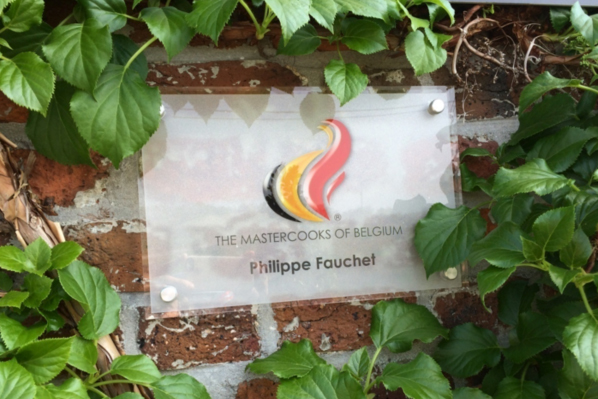 ®
THE MASTERCOOKS OF BELGIUM
Philippe Fauchet